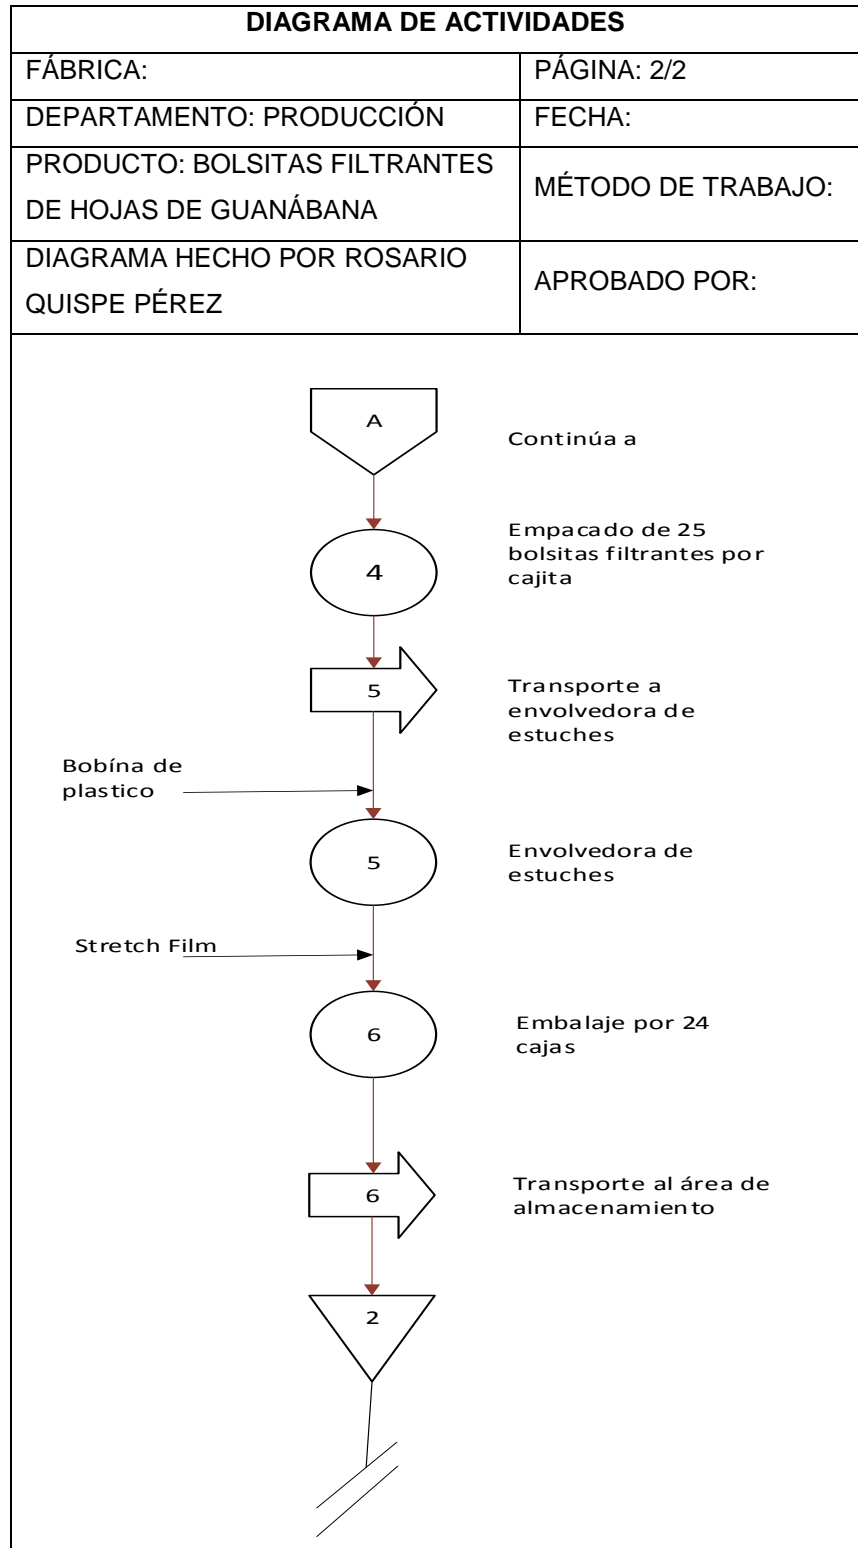 DIAGRAMA DE ACTIVIDADES
FÁBRICA:
PÁGINA: 2/2
DEPARTAMENTO: PRODUCCIÓN
FECHA:
PRODUCTO: BOLSITAS FILTRANTES
DE HOJAS DE GUANÁBANA
MÉTODO DE TRABAJO:
DIAGRAMA HECHO POR ROSARIO
QUISPE PÉREZ
APROBADO POR:
A
Continúa a
4
Empacado de 25
bolsitas filtrantes por
cajita
5
Transporte a
envolvedora de
estuches
Bobína de
plastico
5
Envolvedora de
estuches
Stretch Film
6
Embalaje por 24
cajas
6
Transporte al área de
almacenamiento
2